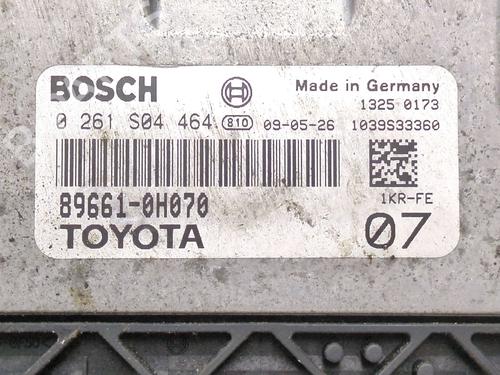 BOSCH
Made in Germany
1325 0173
0 261 S04 464 810 09-05-26 1039S33360
89661-0H070
1KR-FE
TOYOTA
07